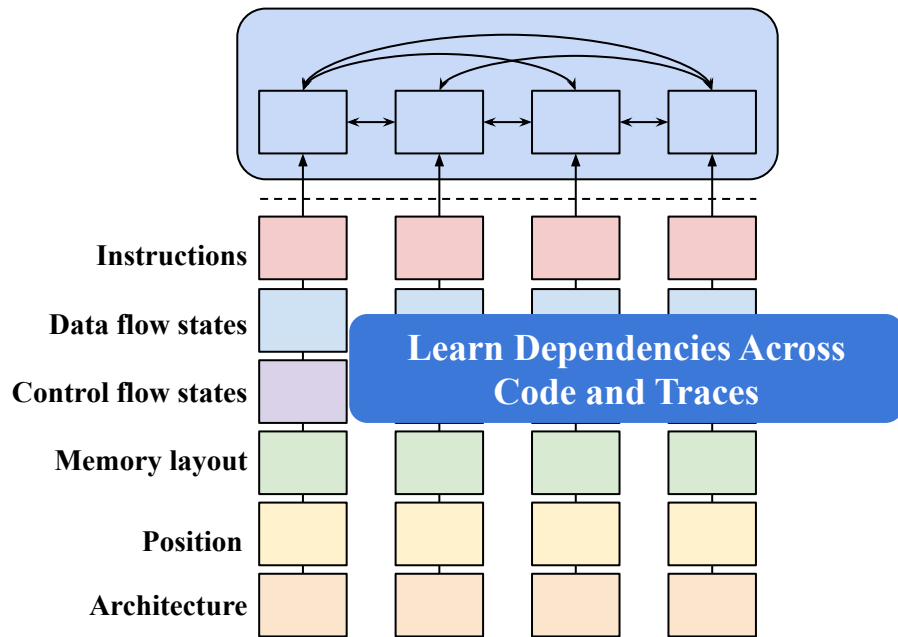 Instructions
Data flow states
Learn Dependencies Across
Code and Traces
Control flow states
Memory layout
Position
Architecture